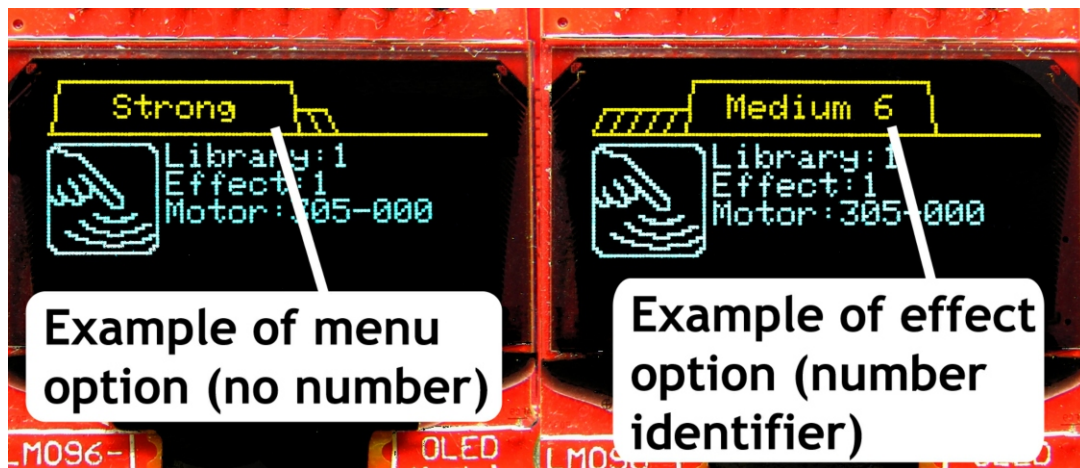 Strong
Library:1
Effect:1
Motor:305-000
Example of menu
option (no number)
LM096-
OLED
Medium 6
Library:1
Effect:1
Motor:305-000
Example of effect
option (number
identifier)
OLED